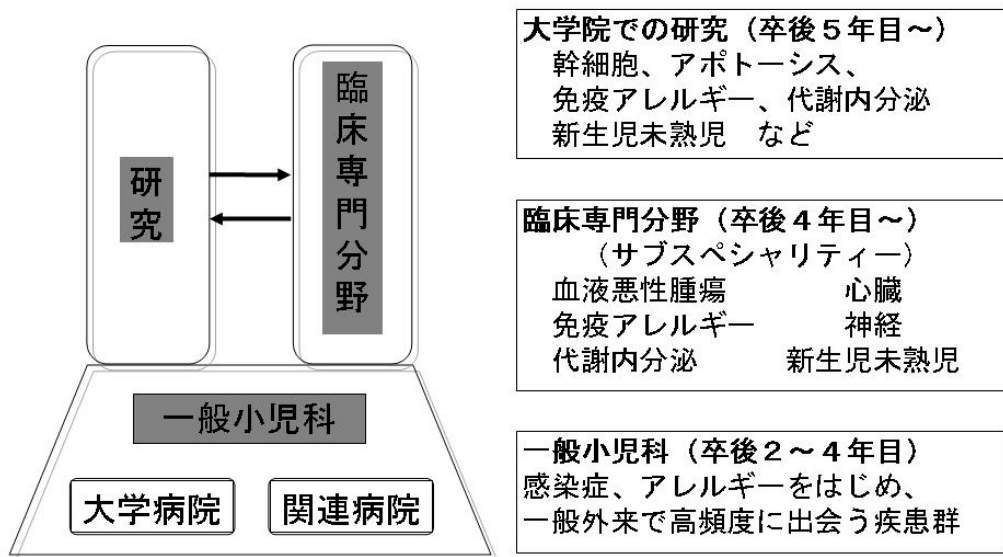 研究
臨床専門分野
一般小児科
大学病院
関連病院
大学院での研究（卒後５年目～）
幹細胞、アポトーシス、
免疫アレルギー、代謝内分泌
新生児未熟児　など
臨床専門分野（卒後４年目～）
（サブスペシャリティー）
血液悪性腫瘍　　　　心臓
免疫アレルギー　　　神経
代謝内分泌　　　新生児未熟児
一般小児科（卒後２～４年目）
感染症、アレルギーをはじめ、
一般外来で高頻度に出会う疾患群